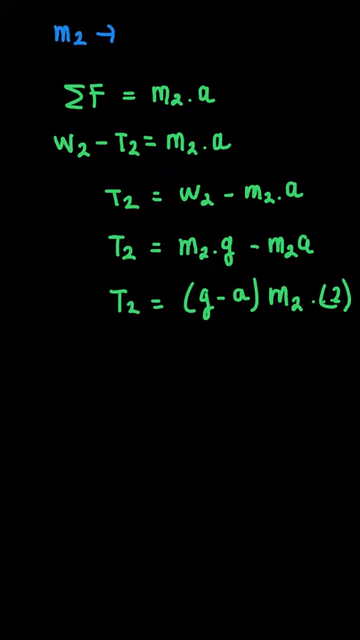 m₂ →
ΣF = m₂.a
W₂ - T₂ = m₂.a
T₂ = W₂ - m₂.a
T₂ = m₂.g - m₂a
T₂ = (g - a) m₂ . (2)